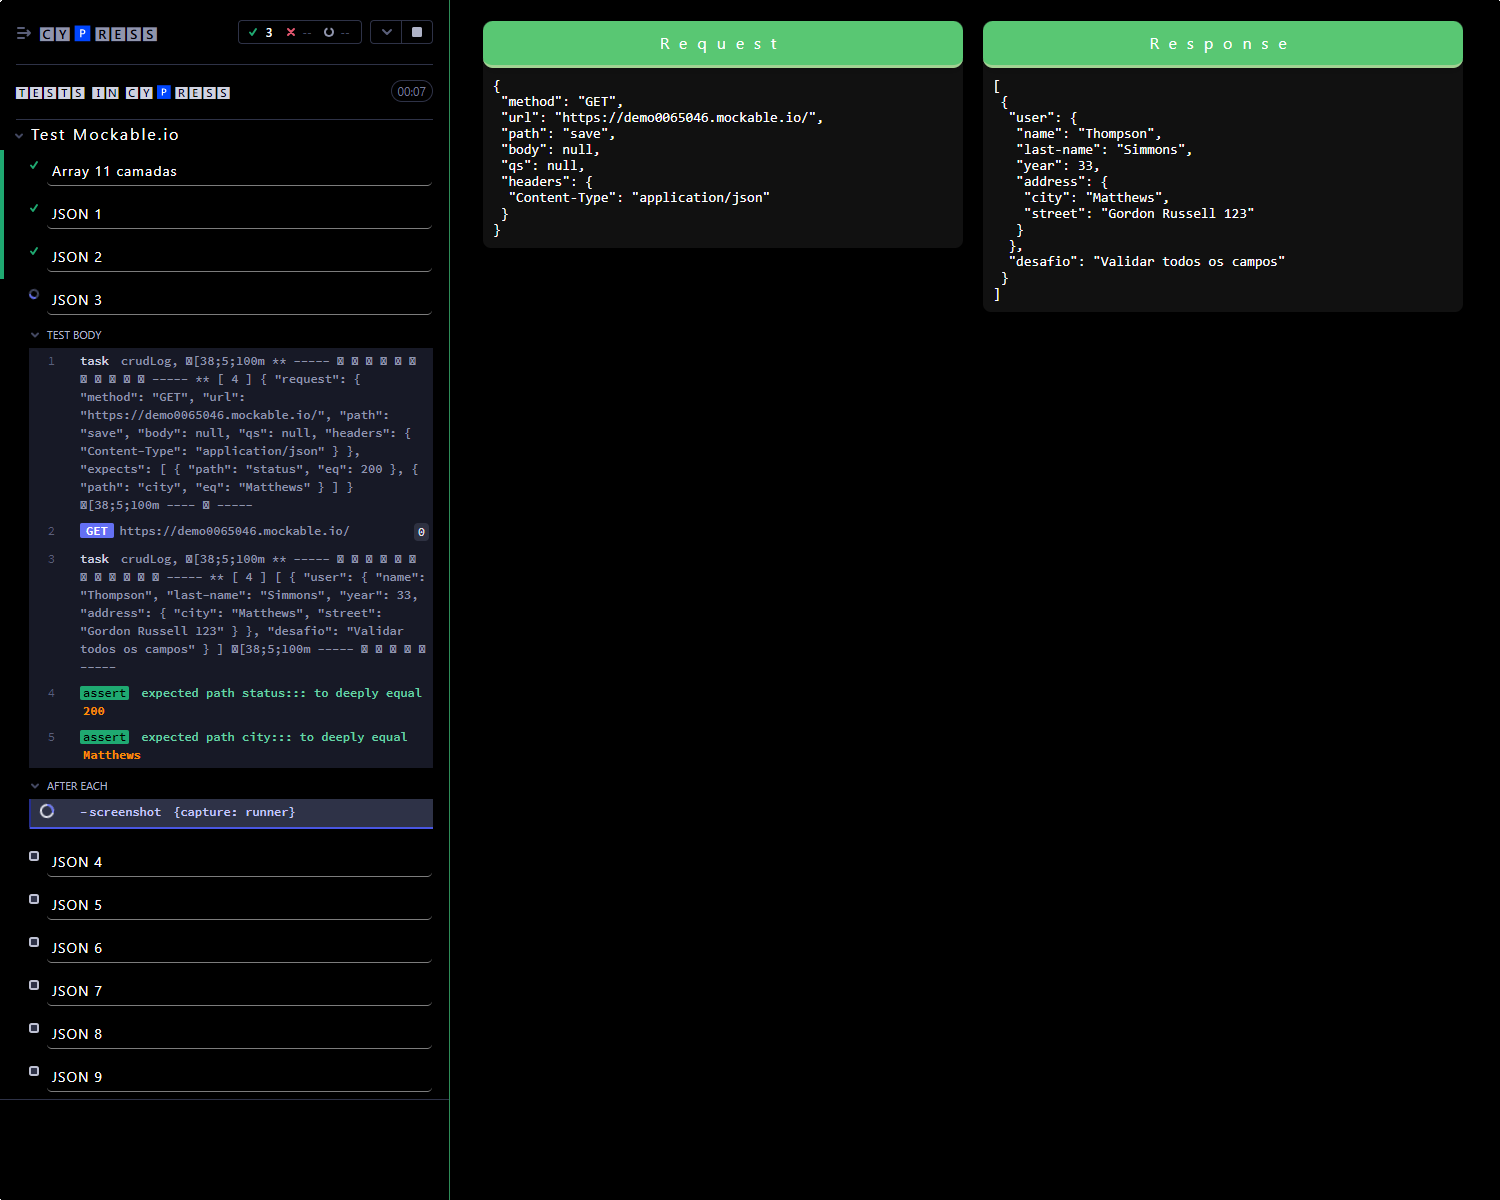 CYPRESS
3 -- --
TESTS IN CYPRESS
00:07
Test Mockable.io
Array 11 camadas
JSON 1
JSON 2
JSON 3
TEST BODY
1 task crudLog, [38;5;100m ** -----
----- ** [ 4 ] { "request": {
"method": "GET", "url":
"https://demo0065046.mockable.io/", "path":
"save", "body": null, "qs": null, "headers": {
"Content-Type": "application/json" } },
"expects": [ { "path": "status", "eq": 200 }, {
"path": "city", "eq": "Matthews" } ] }
[38;5;100m ---- -----
2 GET https://demo0065046.mockable.io/ 0
3 task crudLog, [38;5;100m ** -----
----- ** [ 4 ] [ { "user": { "name":
"Thompson", "last-name": "Simmons", "year": 33,
"address": { "city": "Matthews", "street":
"Gordon Russell 123" } }, "desafio": "Validar
todos os campos" } ] [38;5;100m -----
-----
4 assert expected path status::: to deeply equal
200
5 assert expected path city::: to deeply equal
Matthews
AFTER EACH
-screenshot {capture: runner}
JSON 4
JSON 5
JSON 6
JSON 7
JSON 8
JSON 9
Request
{
"method": "GET",
"url": "https://demo0065046.mockable.io/",
"path": "save",
"body": null,
"qs": null,
"headers": {
"Content-Type": "application/json"
}
}
Response
[
{
"user": {
"name": "Thompson",
"last-name": "Simmons",
"year": 33,
"address": {
"city": "Matthews",
"street": "Gordon Russell 123"
}
},
"desafio": "Validar todos os campos"
}
]